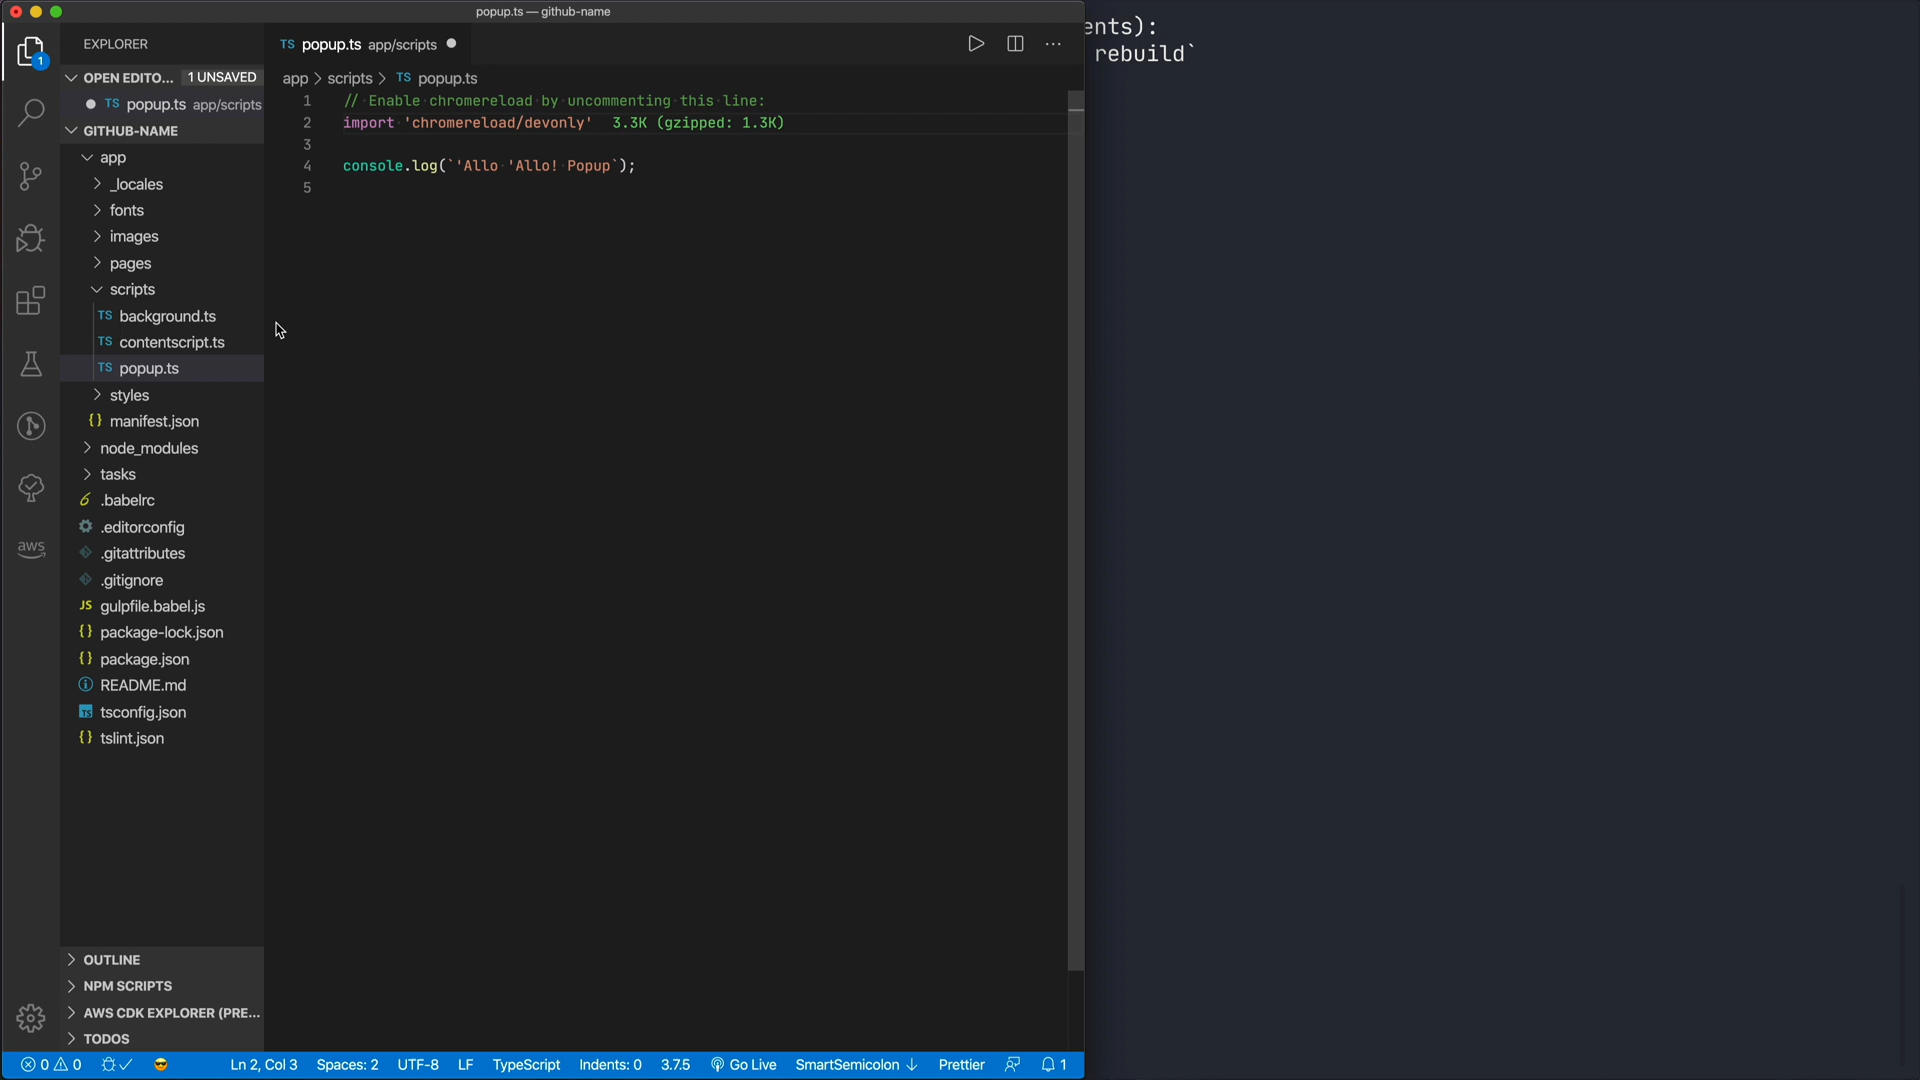 popup.ts — github-name
ents):
rebuild`
EXPLORER
TS popup.ts app/scripts
OPEN EDITO... 1 UNSAVED
TS popup.ts app/scripts
app > scripts > TS popup.ts
1 // Enable chromereload by uncommenting this line:
2 import 'chromereload/devonly' 3.3K (gzipped: 1.3K)
3
4 console.log(`'Allo 'Allo! Popup`);
5
1
GITHUB-NAME
app
_locales
fonts
images
pages
scripts
TS background.ts
TS contentscript.ts
TS popup.ts
styles
{} manifest.json
node_modules
tasks
.babelrc
.editorconfig
.gitattributes
.gitignore
JS gulpfile.babel.js
{} package-lock.json
{} package.json
README.md
TS tsconfig.json
{} tslint.json
aws
OUTLINE
NPM SCRIPTS
AWS CDK EXPLORER (PRE...
TODOS
0 0 Ln 2, Col 3 Spaces: 2 UTF-8 LF TypeScript Indents: 0 3.7.5 Go Live SmartSemicolon ↓ Prettier 1